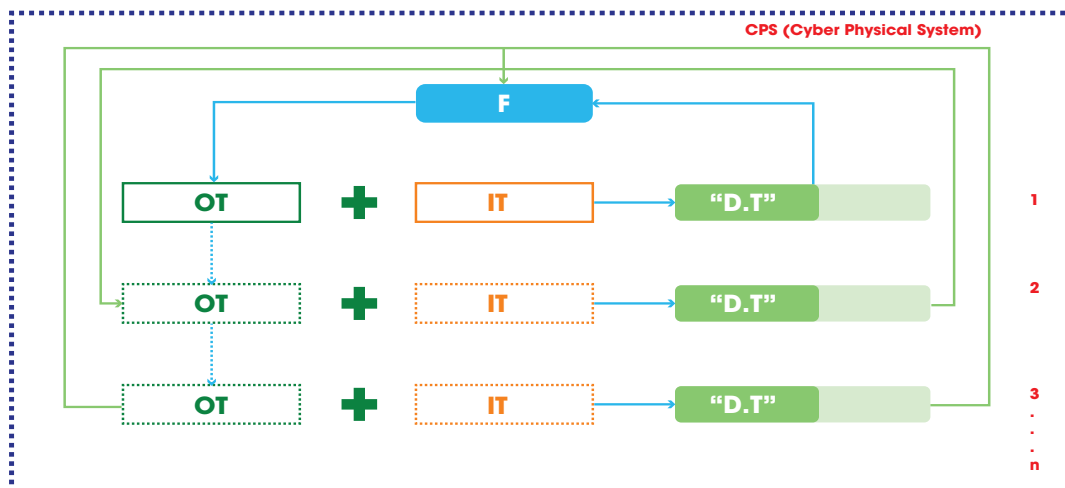 CPS (Cyber Physical System)
F
OT
IT
“D.T”
1
OT
IT
“D.T”
2
OT
IT
“D.T”
3
.
.
.
n